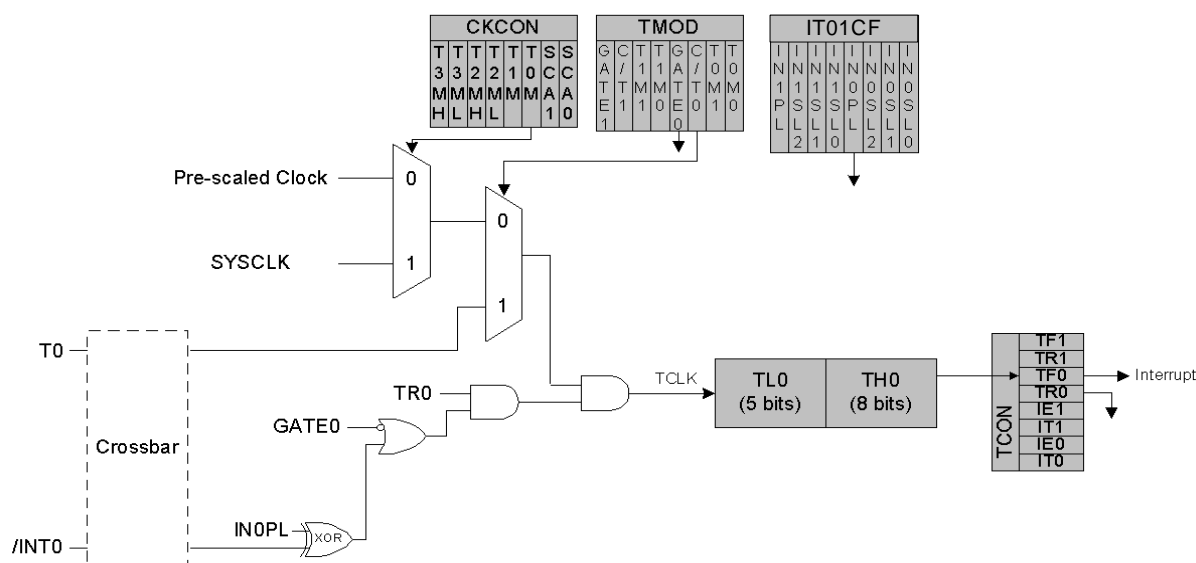 CKCON
T3MH T3ML T2MH T2ML T1M T0M SCA1 SCA0
TMOD
GATE1 C/T1 T1M1 T1M0 GATE0 C/T0 T0M1 T0M0
IT01CF
IN1PL IN1SL2 IN1SL1 IN1SL0 IN0PL IN0SL2 IN0SL1 IN0SL0
Pre-scaled Clock
0
SYSCLK
1
0
1
T0
Crossbar
/INT0
GATE0
TR0
IN0PL
XOR
TCLK
TL0
(5 bits)
TH0
(8 bits)
TCON
TF1
TR1
TF0
TR0
IE1
IT1
IE0
IT0
Interrupt